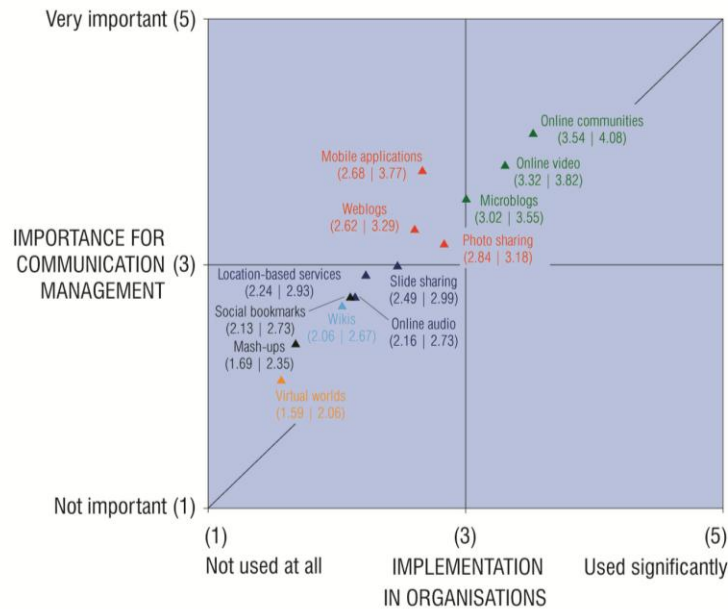 Very important (5)
Online communities
(3.54 | 4.08)
Mobile applications
(2.68 | 3.77)
Online video
(3.32 | 3.82)
Weblogs
(2.62 | 3.29)
Microblogs
(3.02 | 3.55)
Photo sharing
(2.84 | 3.18)
IMPORTANCE FOR
COMMUNICATION (3)
MANAGEMENT
Location-based services
(2.24 | 2.93)
Slide sharing
(2.49 | 2.99)
Social bookmarks
(2.13 | 2.73)
Wikis
(2.06 | 2.67)
Online audio
(2.16 | 2.73)
Mash-ups
(1.69 | 2.35)
Virtual worlds
(1.59 | 2.06)
Not important (1)
(1) (3) (5)
Not used at all IMPLEMENTATION Used significantly
IN ORGANISATIONS